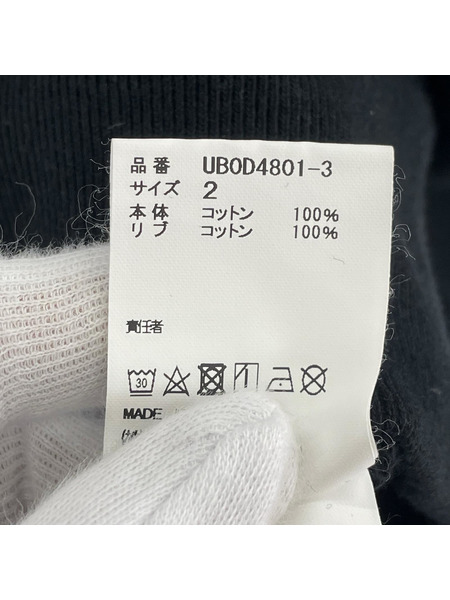 品番 UB0D4801-3
サイズ 2
本体 コットン 100%
リブ コットン 100%
責任者
30
MADE